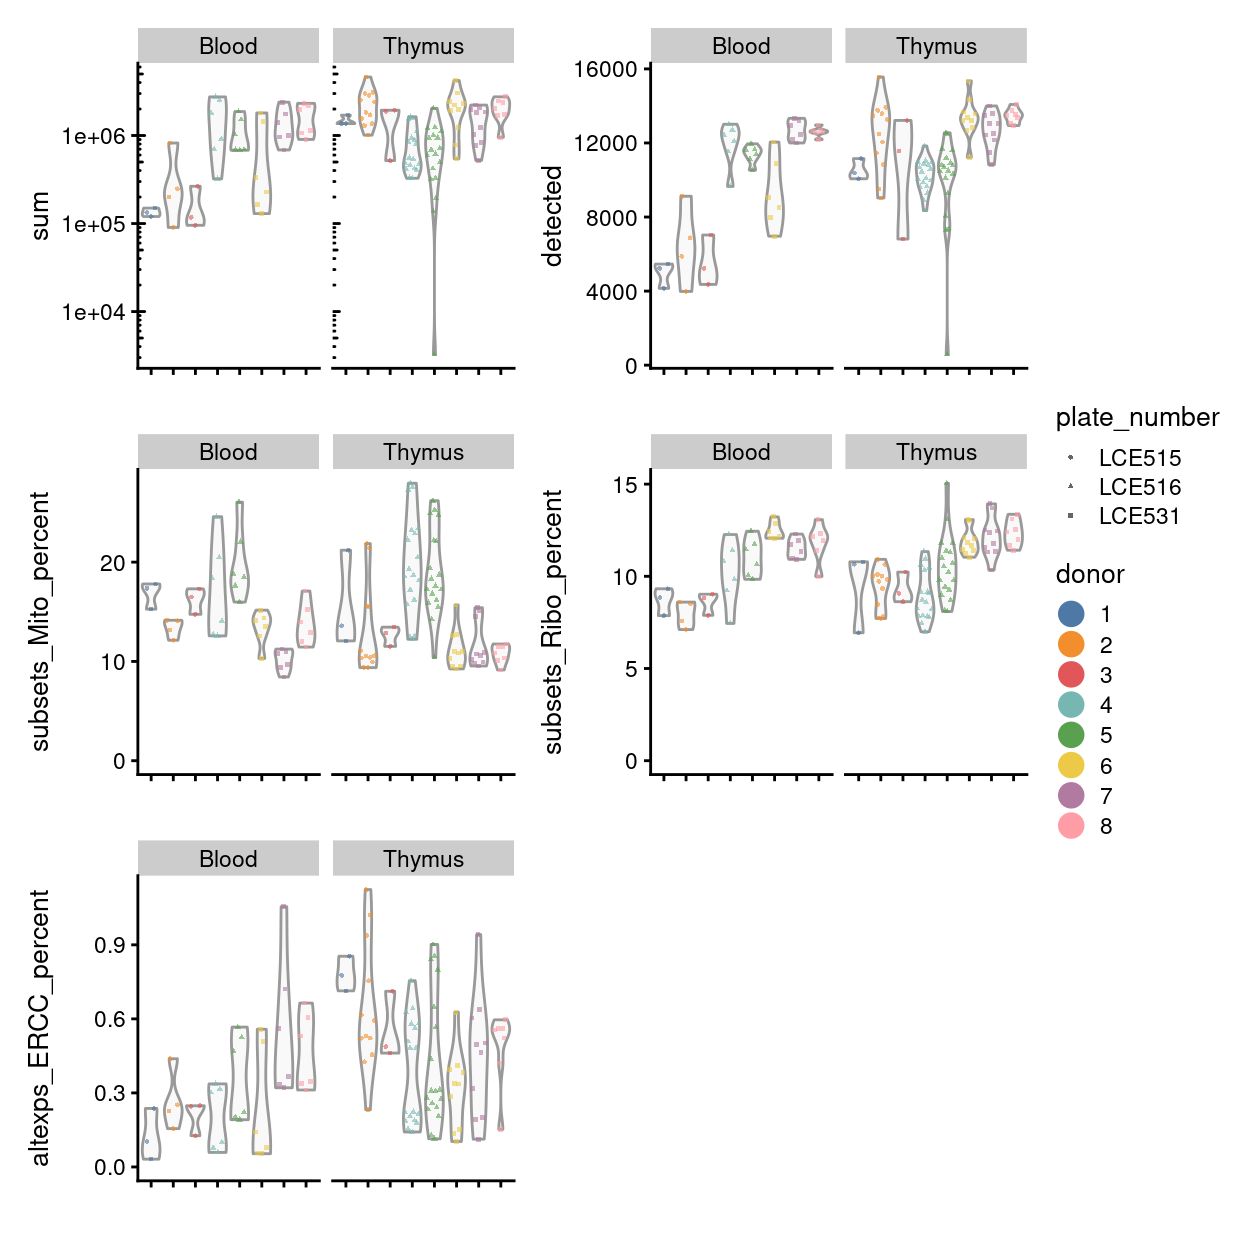 Blood Thymus
sum
1e+06
1e+05
1e+04
Blood Thymus
detected
16000
12000
8000
4000
0
Blood Thymus
subsets_Mito_percent
20
10
0
Blood Thymus
subsets_Ribo_percent
15
10
5
0
Blood Thymus
altexps_ERCC_percent
0.9
0.6
0.3
0.0
plate_number
LCE515
LCE516
LCE531
donor
1
2
3
4
5
6
7
8